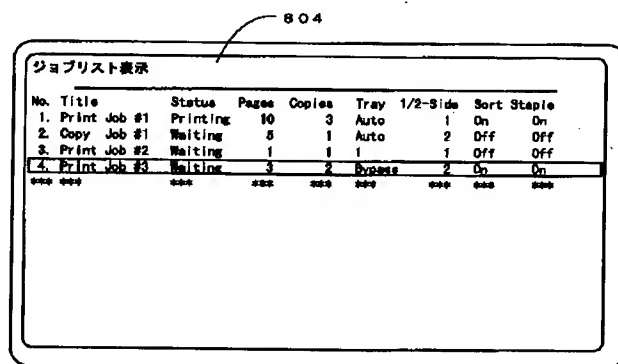 804
ジョブリスト表示
No. Title Status Pages Copies Tray 1/2-Side Sort Staple
1. Print Job #1 Printing 10 3 Auto 1 On On
2. Copy Job #1 Waiting 5 1 Auto 2 Off Off
3. Print Job #2 Waiting 1 1 1 1 Off Off
4. Print Job #3 Waiting 3 2 Bypass 2 On On
*** *** *** *** *** *** *** *** ***